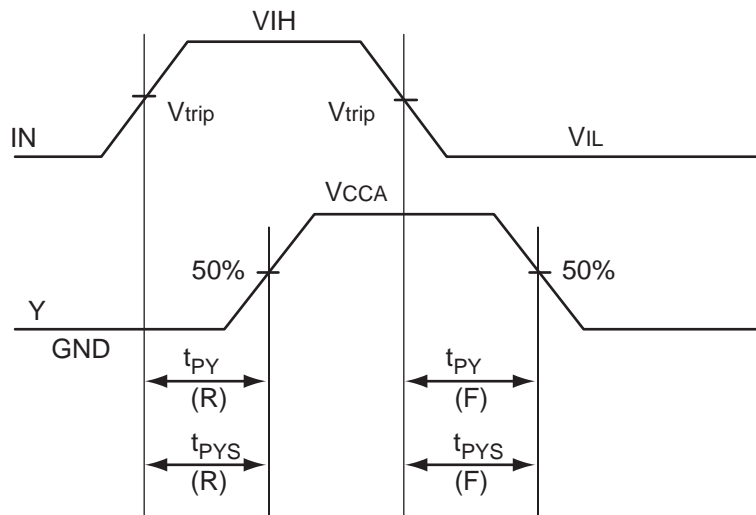 VIH
Vtrip
Vtrip
IN
VIL
VCCA
50%
50%
Y
GND
tPY
(R)
tPY
(F)
tPYS
(R)
tPYS
(F)